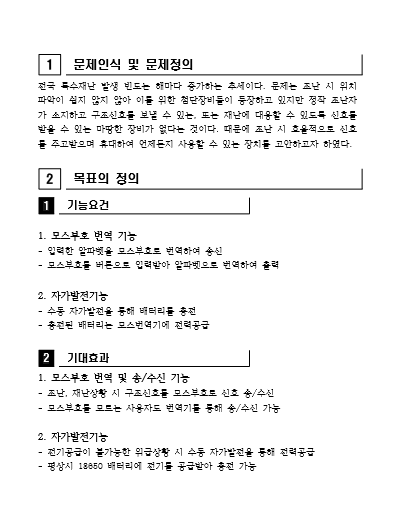 1 문제인식 및 문제정의
전국 특수재난 발생 빈도는 해마다 증가하는 추세이다. 문제는 조난 시 위치
파악이 쉽지 않지 않아 이를 위한 첨단장비들이 등장하고 있지만 정작 조난자
가 소지하고 구조신호를 보낼 수 있는, 또는 재난에 대응할 수 있도록 신호를
받을 수 있는 마땅한 장비가 없다는 것이다. 때문에 조난 시 효율적으로 신호
를 주고받으며 휴대하여 언제든지 사용할 수 있는 장치를 고안하고자 하였다.
2 목표의 정의
1 기능요건
1. 모스부호 번역 기능
- 입력한 알파벳을 모스부호로 번역하여 송신
- 모스부호를 버튼으로 입력받아 알파벳으로 번역하여 출력
2. 자가발전기능
- 수동 자가발전을 통해 배터리를 충전
- 충전된 배터리는 모스번역기에 전력공급
2 기대효과
1. 모스부호 번역 및 송/수신 기능
- 조난, 재난상황 시 구조신호를 모스부호로 신호 송/수신
- 모스부호를 모르는 사용자도 번역기를 통해 송/수신 가능
2. 자가발전기능
- 전기공급이 불가능한 위급상황 시 수동 자가발전을 통해 전력공급
- 평상시 18650 배터리에 전기를 공급받아 충전 가능